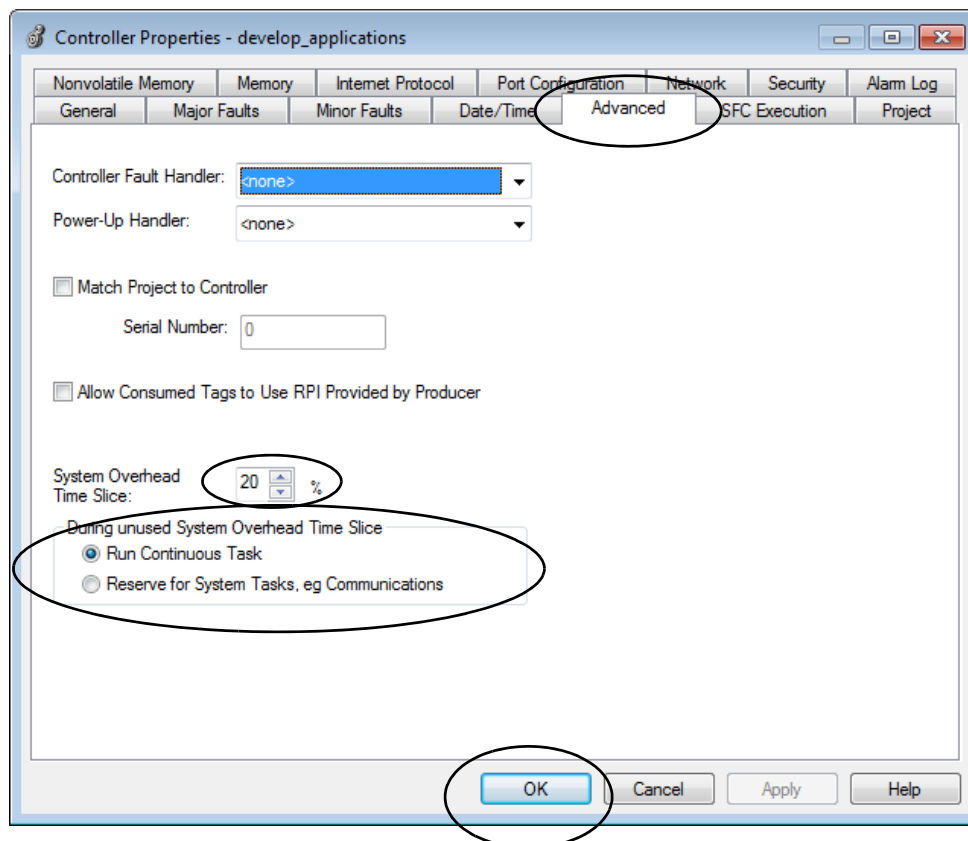 Controller Properties - develop_applications
Nonvolatile Memory Memory Internet Protocol Port Configuration Network Security Alarm Log
General Major Faults Minor Faults Date/Time Advanced SFC Execution Project
Controller Fault Handler: <none>
Power-Up Handler: <none>
Match Project to Controller
Serial Number: 0
Allow Consumed Tags to Use RPI Provided by Producer
System Overhead
Time Slice: 20 %
During unused System Overhead Time Slice
Run Continuous Task
Reserve for System Tasks, eg Communications
OK Cancel Apply Help